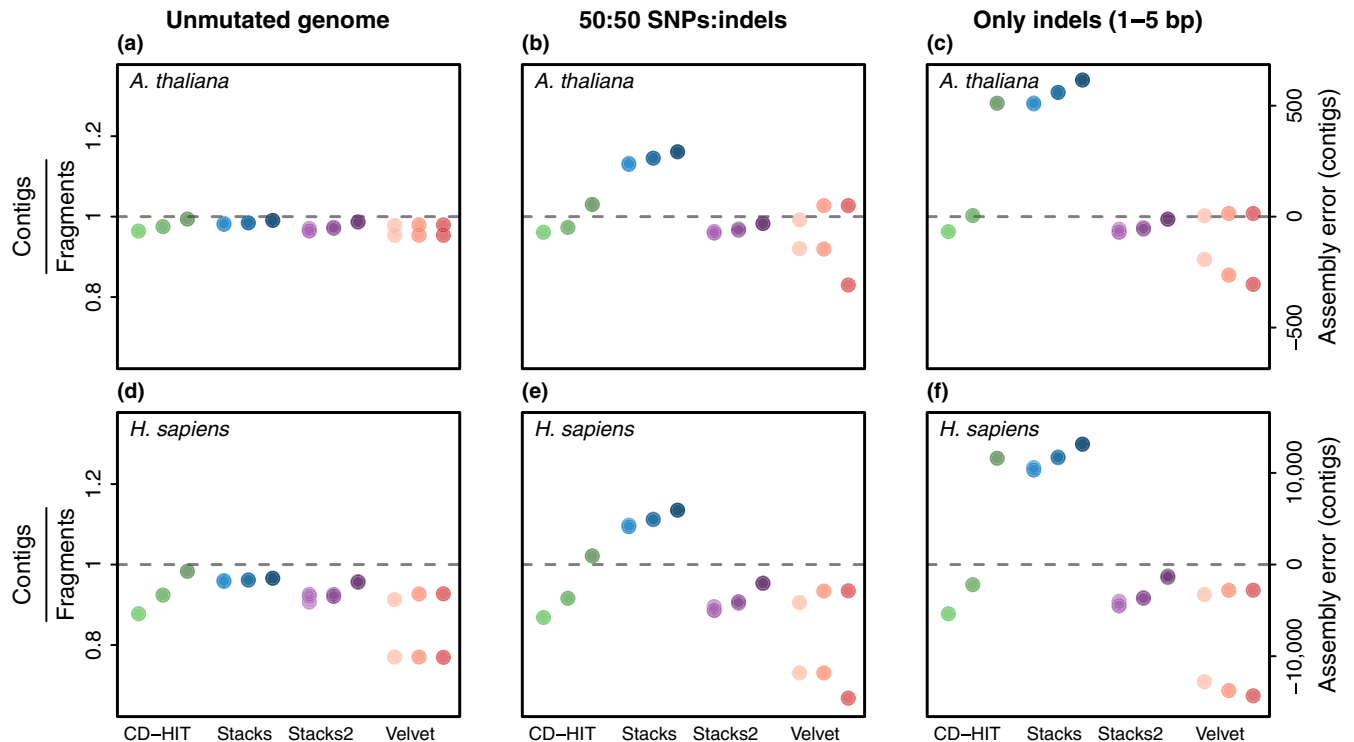 Unmutated genome
50:50 SNPs:indels
Only indels (1–5 bp)
(a)
(b)
(c)
A. thaliana
A. thaliana
A. thaliana
Contigs
Fragments
1.2
1
0.8
500
0
−500
Assembly error (contigs)
(d)
(e)
(f)
H. sapiens
H. sapiens
H. sapiens
Contigs
Fragments
1.2
1
0.8
10,000
0
−10,000
Assembly error (contigs)
CD−HIT Stacks Stacks2 Velvet
CD−HIT Stacks Stacks2 Velvet
CD−HIT Stacks Stacks2 Velvet